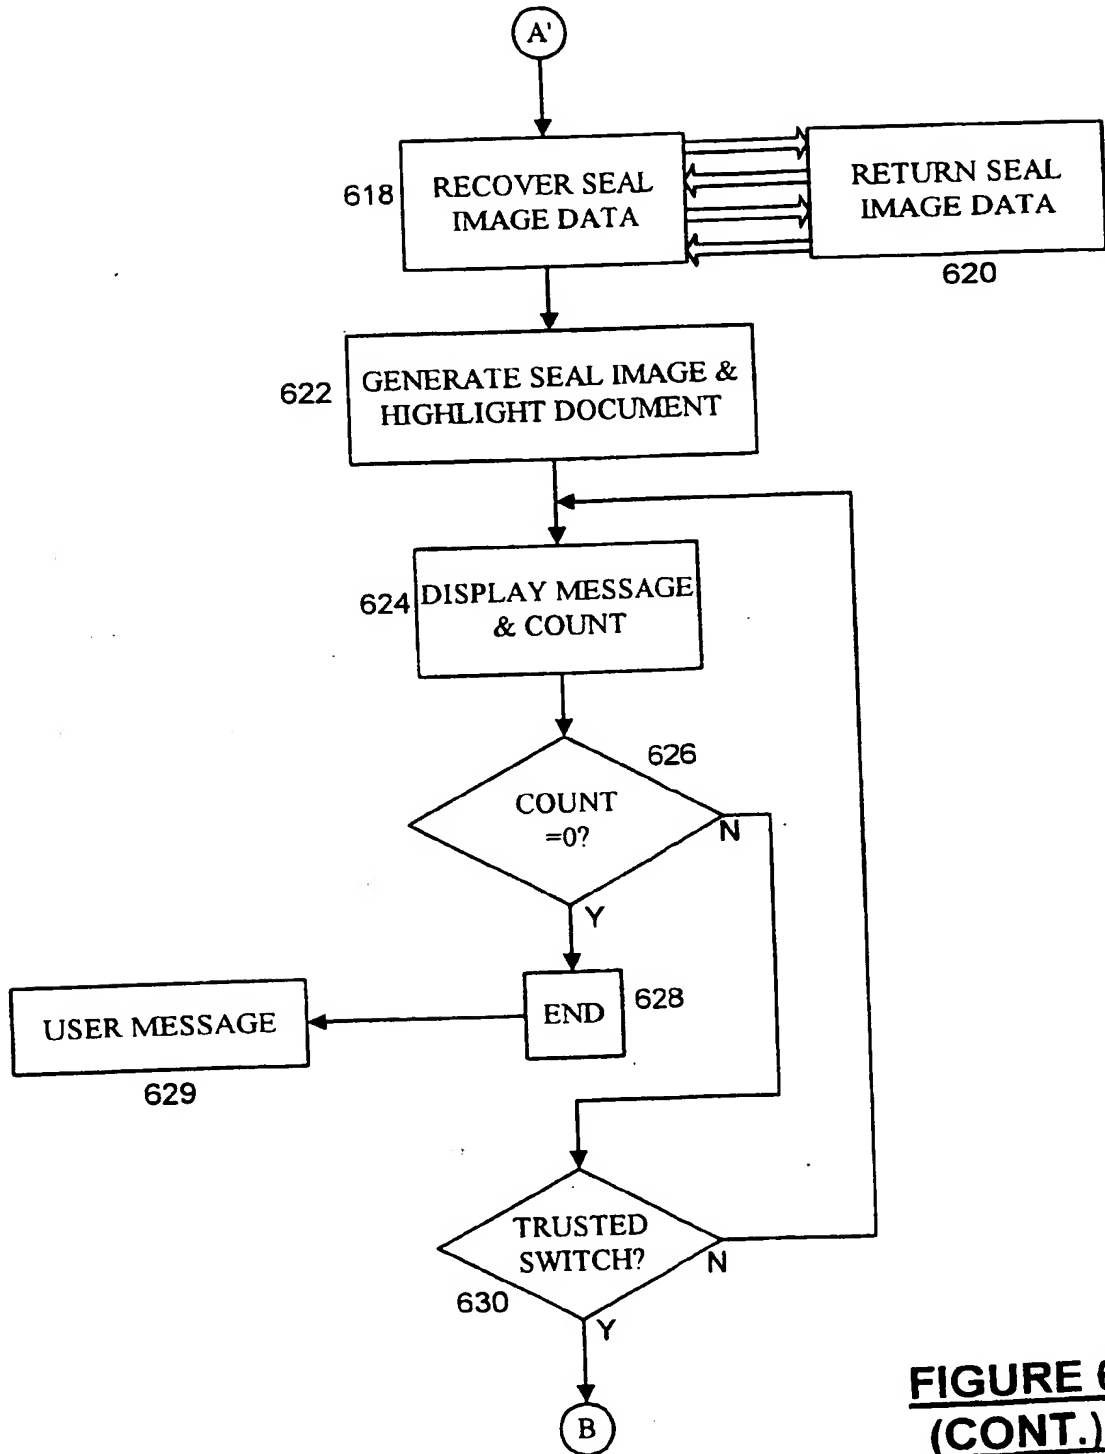 A'
618
RECOVER SEAL
IMAGE DATA
RETURN SEAL
IMAGE DATA
620
622
GENERATE SEAL IMAGE &
HIGHLIGHT DOCUMENT
624
DISPLAY MESSAGE
& COUNT
626
COUNT
=0?
N
Y
END
628
USER MESSAGE
629
TRUSTED
SWITCH?
N
630
Y
B
FIGURE 6
(CONT.)